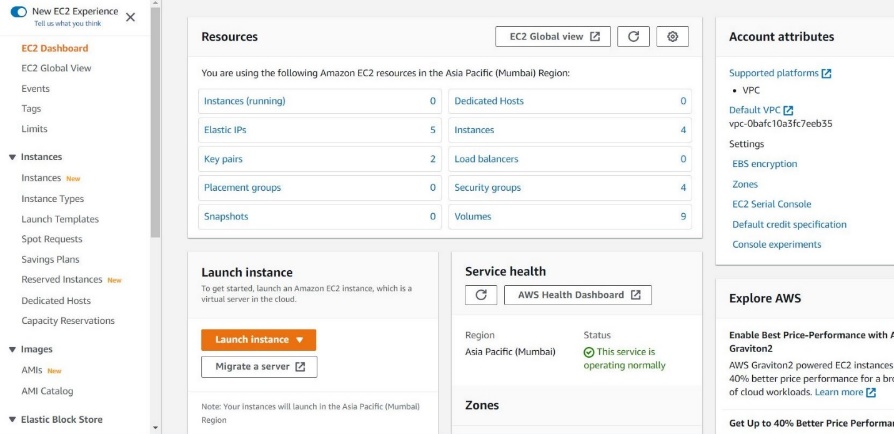 New EC2 Experience
Tell us what you think
EC2 Dashboard
EC2 Global View
Events
Tags
Limits
Instances
Instances New
Instance Types
Launch Templates
Spot Requests
Savings Plans
Reserved Instances New
Dedicated Hosts
Capacity Reservations
Images
AMIs New
AMI Catalog
Elastic Block Store
Resources
EC2 Global view
You are using the following Amazon EC2 resources in the Asia Pacific (Mumbai) Region:
Instances (running) 0
Dedicated Hosts 0
Elastic IPs 5
Instances 4
Key pairs 2
Load balancers 0
Placement groups 0
Security groups 4
Snapshots 0
Volumes 9
Launch instance
To get started, launch an Amazon EC2 instance, which is a
virtual server in the cloud.
Launch instance
Migrate a server
Note: Your instances will launch in the Asia Pacific (Mumbai)
Region
Service health
AWS Health Dashboard
Region
Asia Pacific (Mumbai)
Status
This service is
operating normally
Zones
Account attributes
Supported platforms
• VPC
Default VPC
vpc-0bafc10a3fc7eeb35
Settings
EBS encryption
Zones
EC2 Serial Console
Default credit specification
Console experiments
Explore AWS
Enable Best Price-Performance with A
Graviton2
AWS Graviton2 powered EC2 instances
40% better price performance for a bro
of cloud workloads. Learn more
Get Up to 40% Better Price Performa